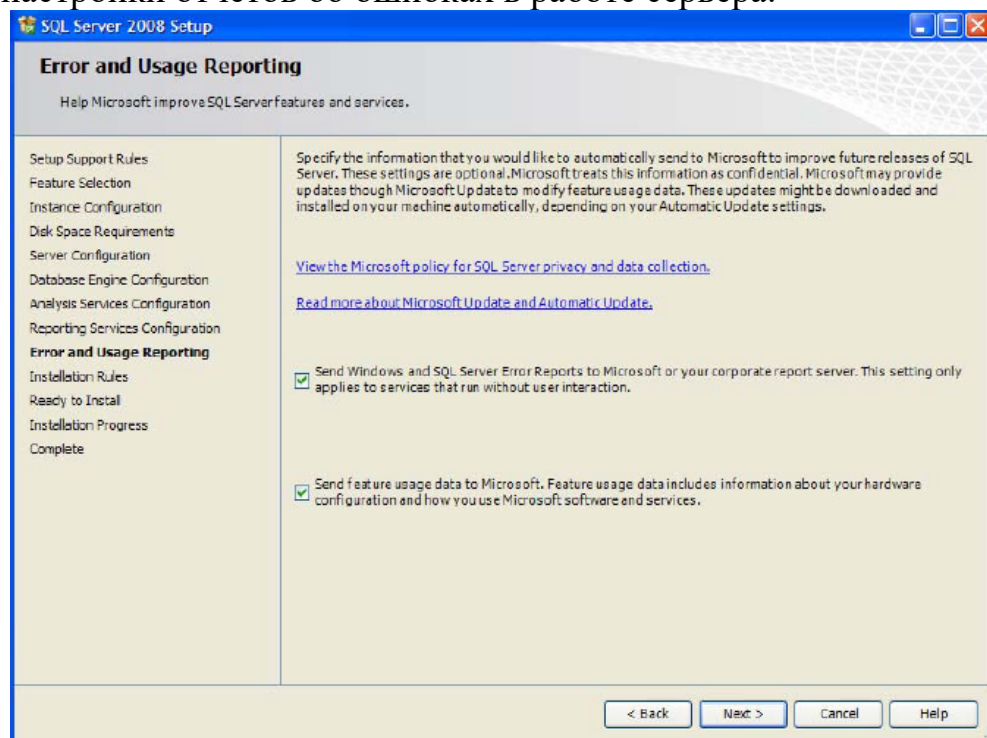 настройки отчетов об ошибках в работе сервера.
SQL Server 2008 Setup
Error and Usage Reporting
Help Microsoft improve SQL Server features and services.
Setup Support Rules
Feature Selection
Instance Configuration
Disk Space Requirements
Server Configuration
Database Engine Configuration
Analysis Services Configuration
Reporting Services Configuration
Error and Usage Reporting
Installation Rules
Ready to Install
Installation Progress
Complete
Specify the information that you would like to automatically send to Microsoft to improve future releases of SQL
Server. These settings are optional. Microsoft treats this information as confidential. Microsoft may provide
updates though Microsoft Update to modify feature usage data. These updates might be downloaded and
installed on your machine automatically, depending on your Automatic Update settings.
View the Microsoft policy for SQL Server privacy and data collection.
Read more about Microsoft Update and Automatic Update.
Send Windows and SQL Server Error Reports to Microsoft or your corporate report server. This setting only
applies to services that run without user interaction.
Send feature usage data to Microsoft. Feature usage data includes information about your hardware
configuration and how you use Microsoft software and services.
< Back
Next >
Cancel
Help